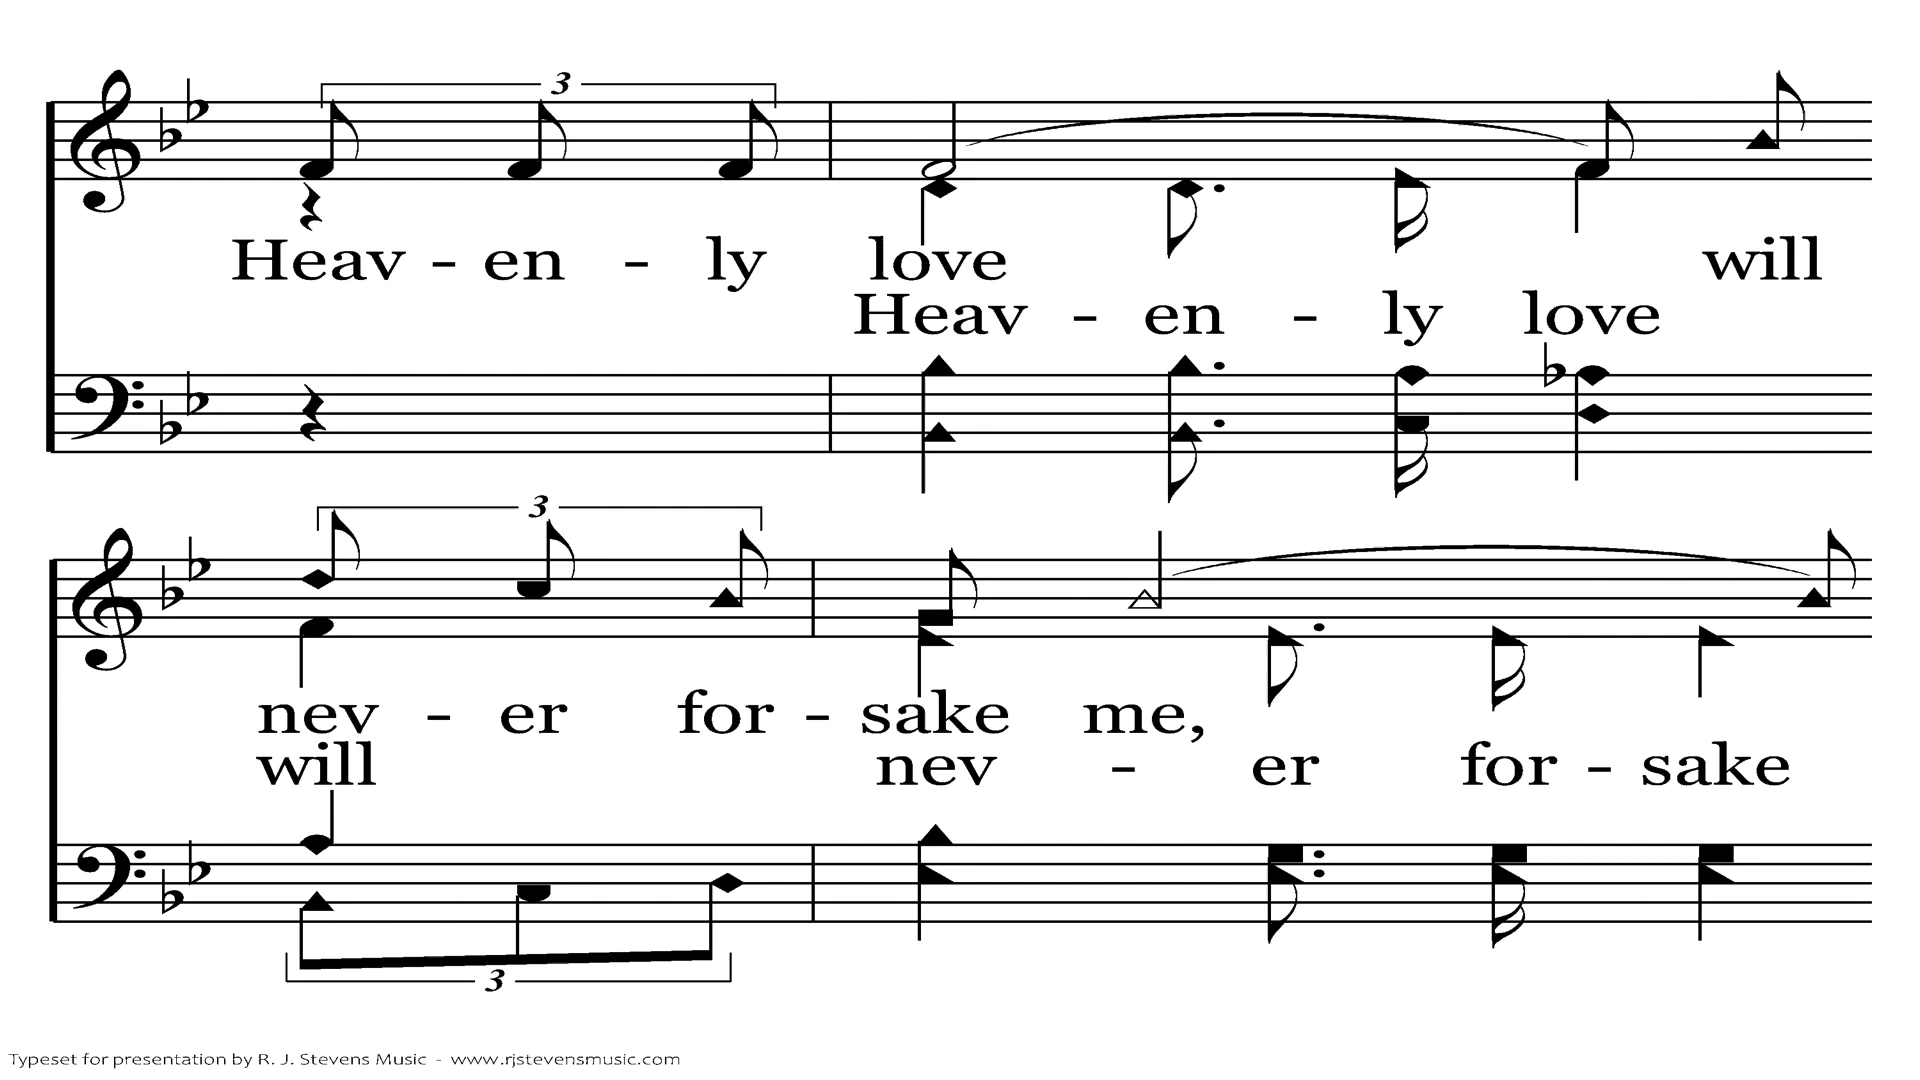 3
Heav - en - ly love will
Heav - en - ly love
3
nev - er for - sake me,
will nev - er for - sake
3
Typeset for presentation by R. J. Stevens Music - www.rjstevensmusic.com